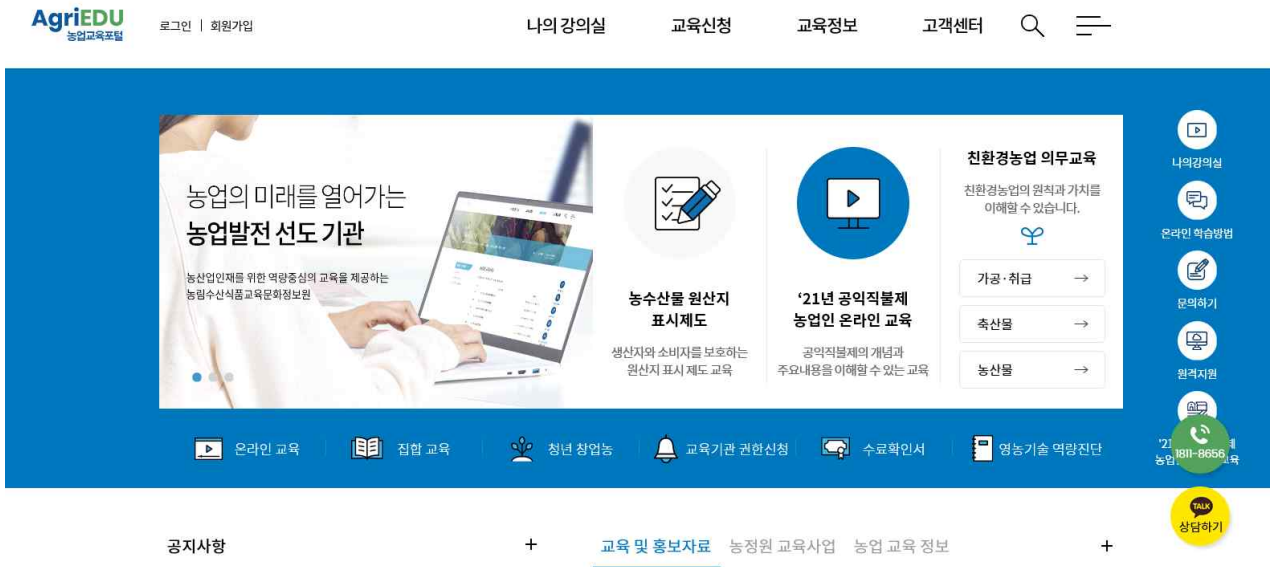 AgriEDU
농업교육포털
로그인 | 회원가입
나의 강의실 교육신청 교육정보 고객센터
농업의 미래를 열어가는
농업발전 선도 기관
농산업인재를 위한 역량중심의 교육을 제공하는
농림수산식품교육문화정보원
농수산물 원산지
표시제도
생산자와 소비자를 보호하는
원산지 표시 제도 교육
‘21년 공익직불제
농업인 온라인 교육
공익직불제의 개념과
주요내용을 이해할 수 있는 교육
친환경농업 의무교육
친환경농업의 원칙과 가치를
이해할 수 있습니다.
가공·취급 →
축산물 →
농산물 →
나의강의실
온라인 학습방법
문의하기
원격지원
1811-8656
TALK
상담하기
온라인 교육 집합 교육 청년 창업농 교육기관 권한신청 수료확인서 영농기술 역량진단
공지사항 +
교육 및 홍보자료 농정원 교육사업 농업 교육 정보 +